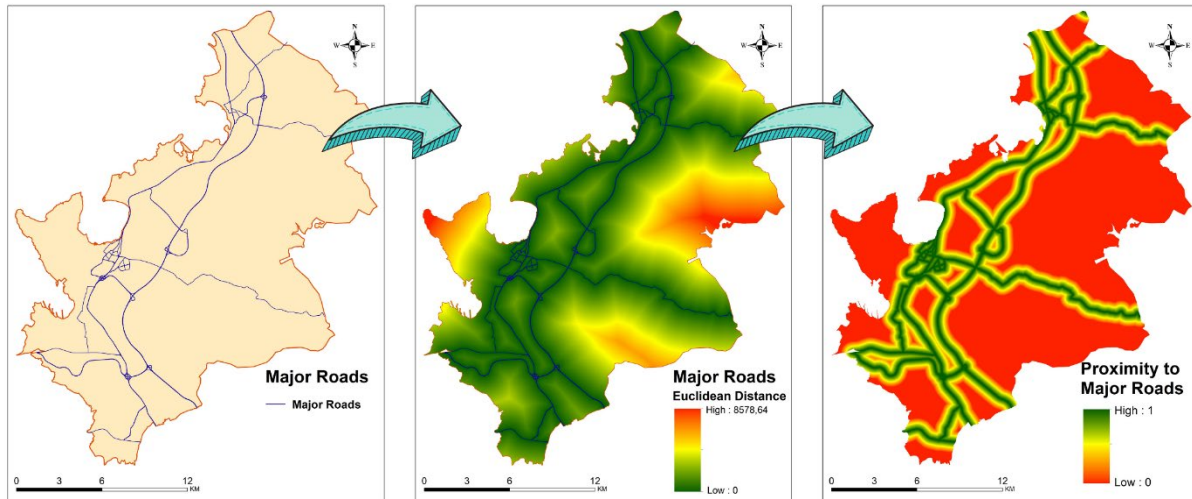 N
W E
S
Major Roads
Major Roads
0 3 6 12
KM
N
W E
S
Major Roads
Euclidean Distance
High : 8578,64
Low : 0
0 3 6 12
KM
N
W E
S
Proximity to
Major Roads
High : 1
Low : 0
0 3 6 12
KM